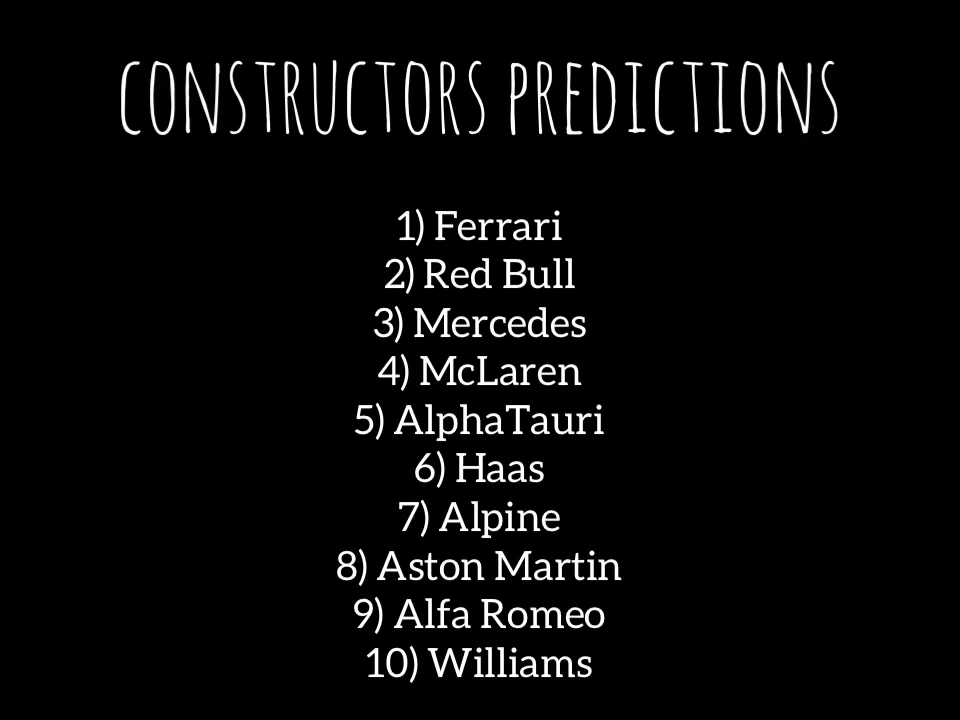 CONSTRUCTORS PREDICTIONS
1) Ferrari
2) Red Bull
3) Mercedes
4) McLaren
5) AlphaTauri
6) Haas
7) Alpine
8) Aston Martin
9) Alfa Romeo
10) Williams